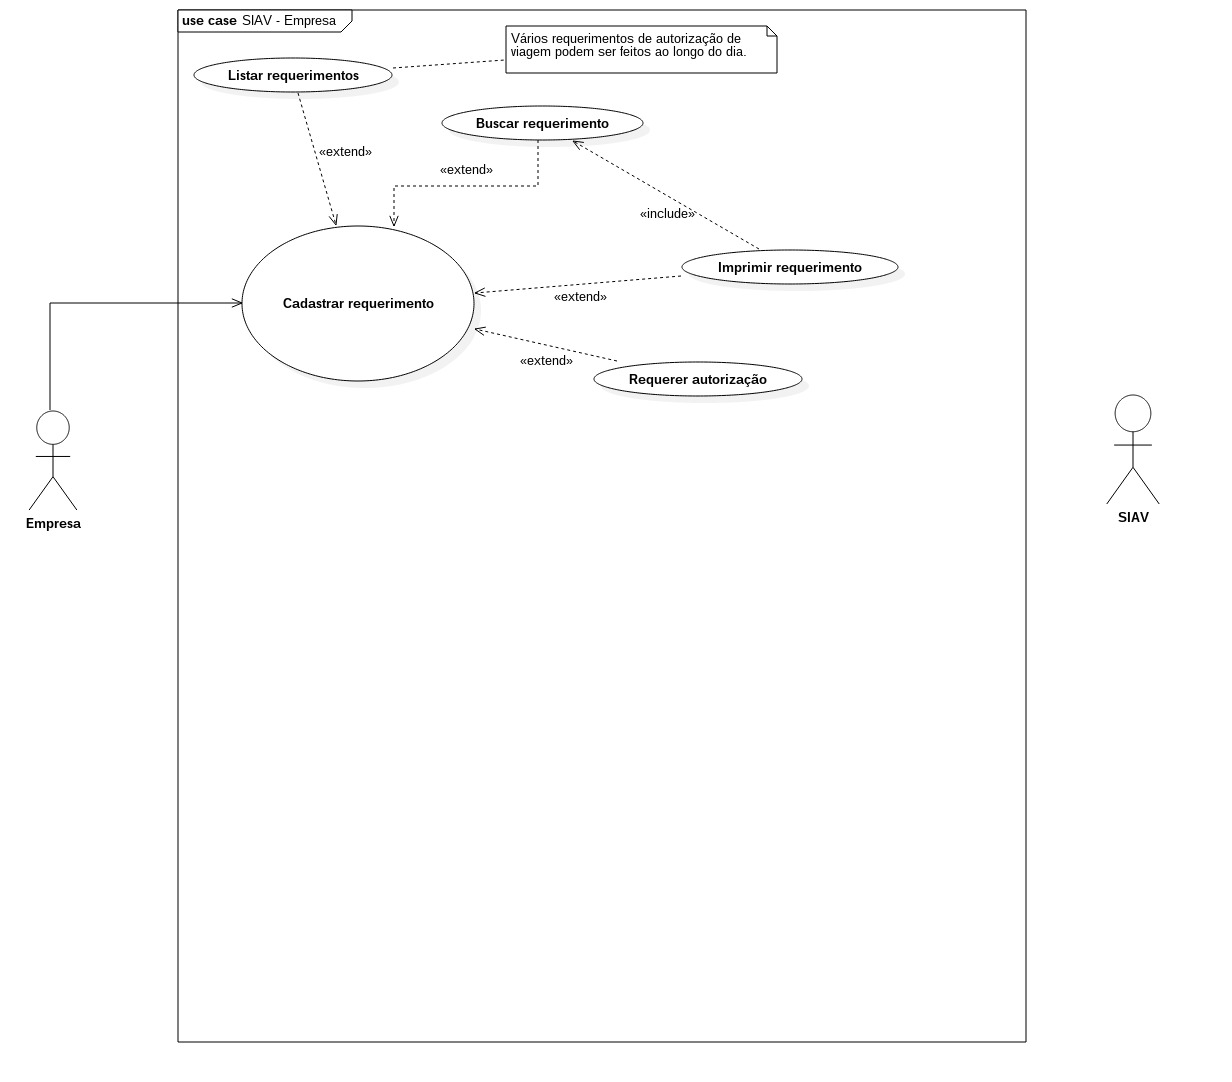 use case SIAV - Empresa
Vários requerimentos de autorização de
viagem podem ser feitos ao longo do dia.
Listar requerimentos
Buscar requerimento
«extend»
«extend»
«include»
Imprimir requerimento
«extend»
Cadastrar requerimento
«extend»
Requerer autorização
Empresa
SIAV